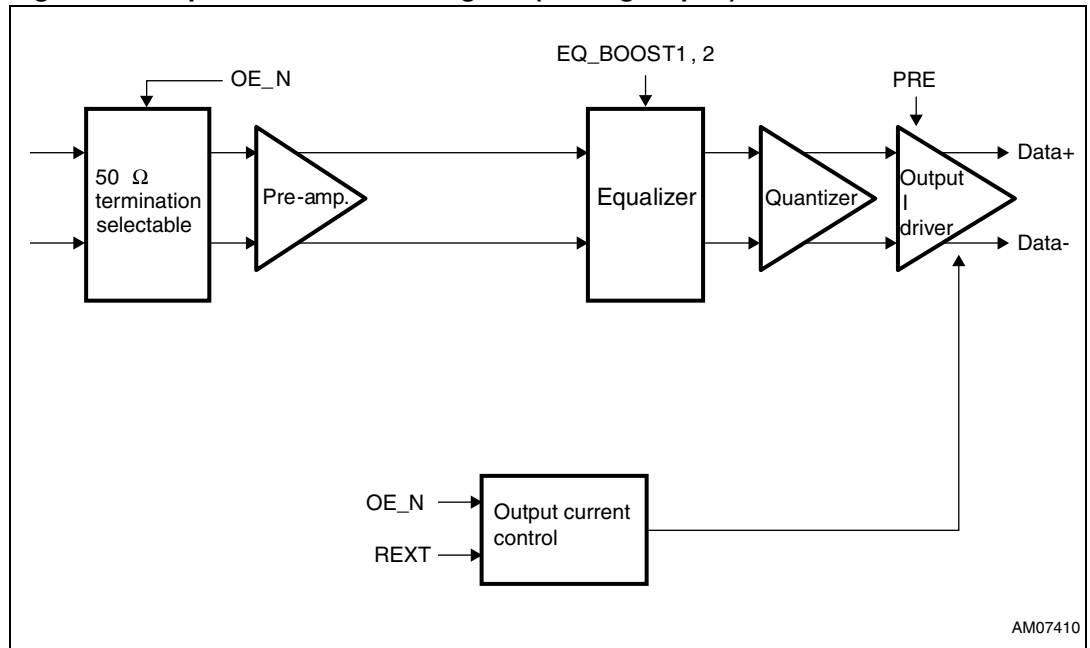 OE_N
EQ_BOOST1 , 2
PRE
50 Ω
termination
selectable
Pre-amp.
Equalizer
Quantizer
Output
I
driver
Data+
Data-
OE_N
REXT
Output current
control
AM07410